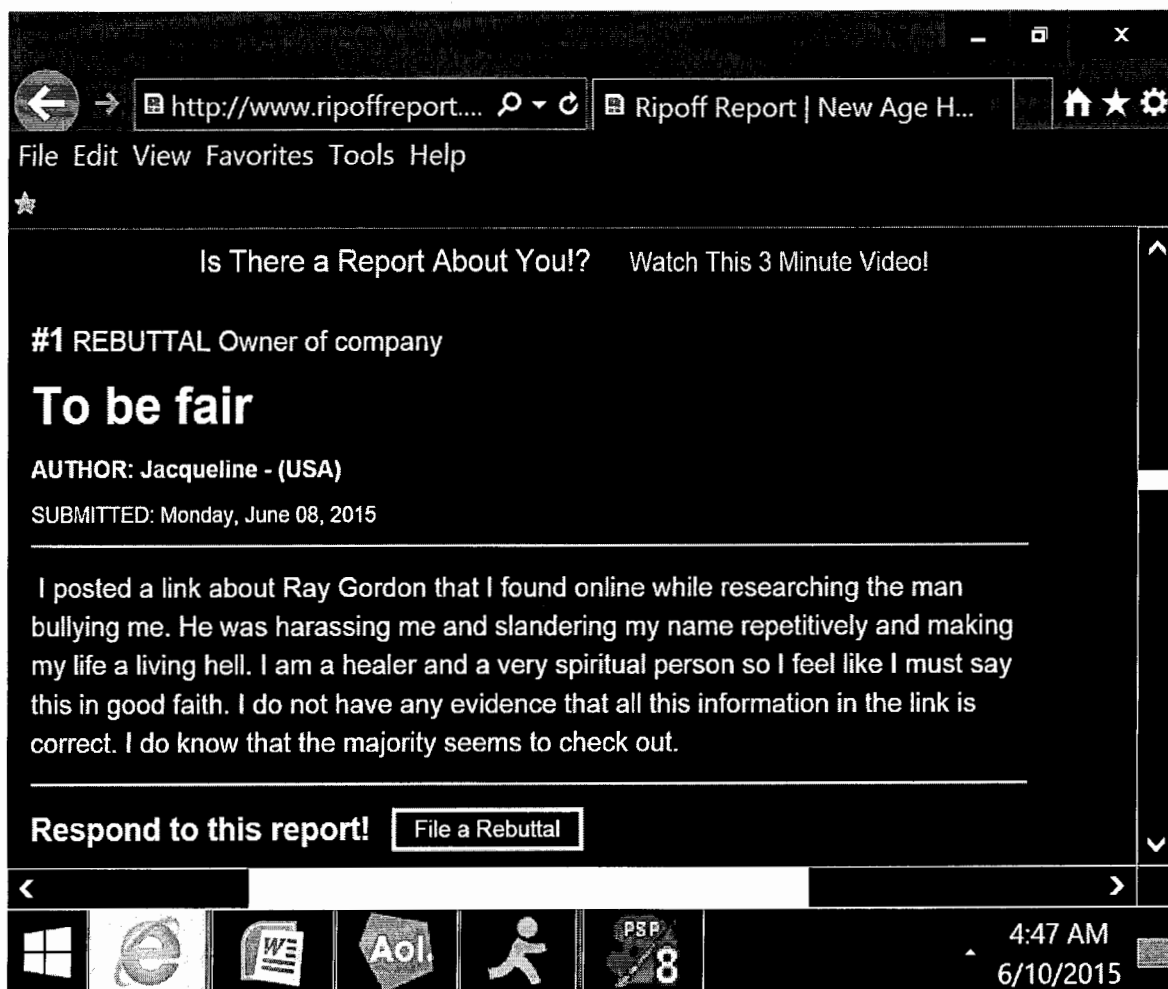 http://www.ripoffreport.... Ripoff Report | New Age H...
File Edit View Favorites Tools Help
Is There a Report About You!? Watch This 3 Minute Video!
#1 REBUTTAL Owner of company
To be fair
AUTHOR: Jacqueline - (USA)
SUBMITTED: Monday, June 08, 2015
I posted a link about Ray Gordon that I found online while researching the man
bullying me. He was harassing me and slandering my name repetitively and making
my life a living hell. I am a healer and a very spiritual person so I feel like I must say
this in good faith. I do not have any evidence that all this information in the link is
correct. I do know that the majority seems to check out.
Respond to this report! File a Rebuttal
W Aol. PSP 8
4:47 AM
6/10/2015